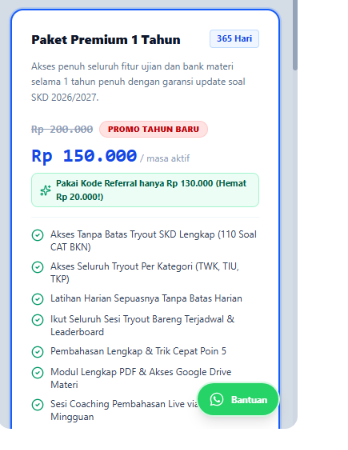 Paket Premium 1 Tahun
365 Hari
Akses penuh seluruh fitur ujian dan bank materi
selama 1 tahun penuh dengan garansi update soal
SKD 2026/2027.
Rp 200.000
PROMO TAHUN BARU
Rp 150.000 / masa aktif
Pakai Kode Referral hanya Rp 130.000 (Hemat
Rp 20.000!)
Akses Tanpa Batas Tryout SKD Lengkap (110 Soal
CAT BKN)
Akses Seluruh Tryout Per Kategori (TWK, TIU,
TKP)
Latihan Harian Sepuasnya Tanpa Batas Harian
Ikut Seluruh Sesi Tryout Bareng Terjadwal &
Leaderboard
Pembahasan Lengkap & Trik Cepat Poin 5
Modul Lengkap PDF & Akses Google Drive
Materi
Sesi Coaching Pembahasan Live via
Mingguan
Bantuan